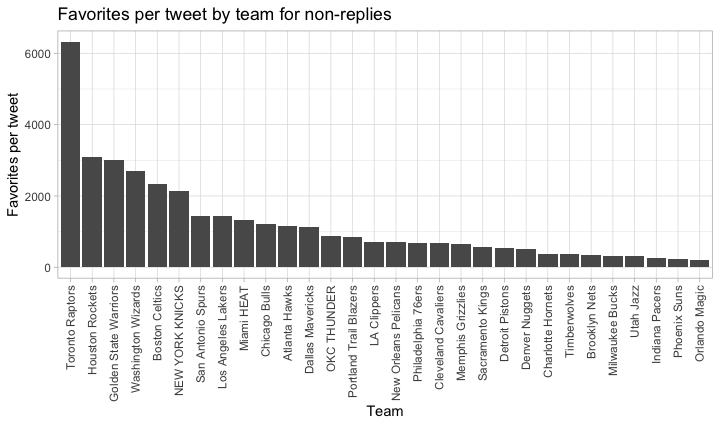 Favorites per tweet by team for non-replies
Favorites per tweet
6000
4000
2000
0
Toronto Raptors
Houston Rockets
Golden State Warriors
Washington Wizards
Boston Celtics
NEW YORK KNICKS
San Antonio Spurs
Los Angeles Lakers
Miami HEAT
Chicago Bulls
Atlanta Hawks
Dallas Mavericks
OKC THUNDER
Portland Trail Blazers
LA Clippers
New Orleans Pelicans
Philadelphia 76ers
Cleveland Cavaliers
Memphis Grizzlies
Sacramento Kings
Detroit Pistons
Denver Nuggets
Charlotte Hornets
Timberwolves
Brooklyn Nets
Milwaukee Bucks
Utah Jazz
Indiana Pacers
Phoenix Suns
Orlando Magic
Team